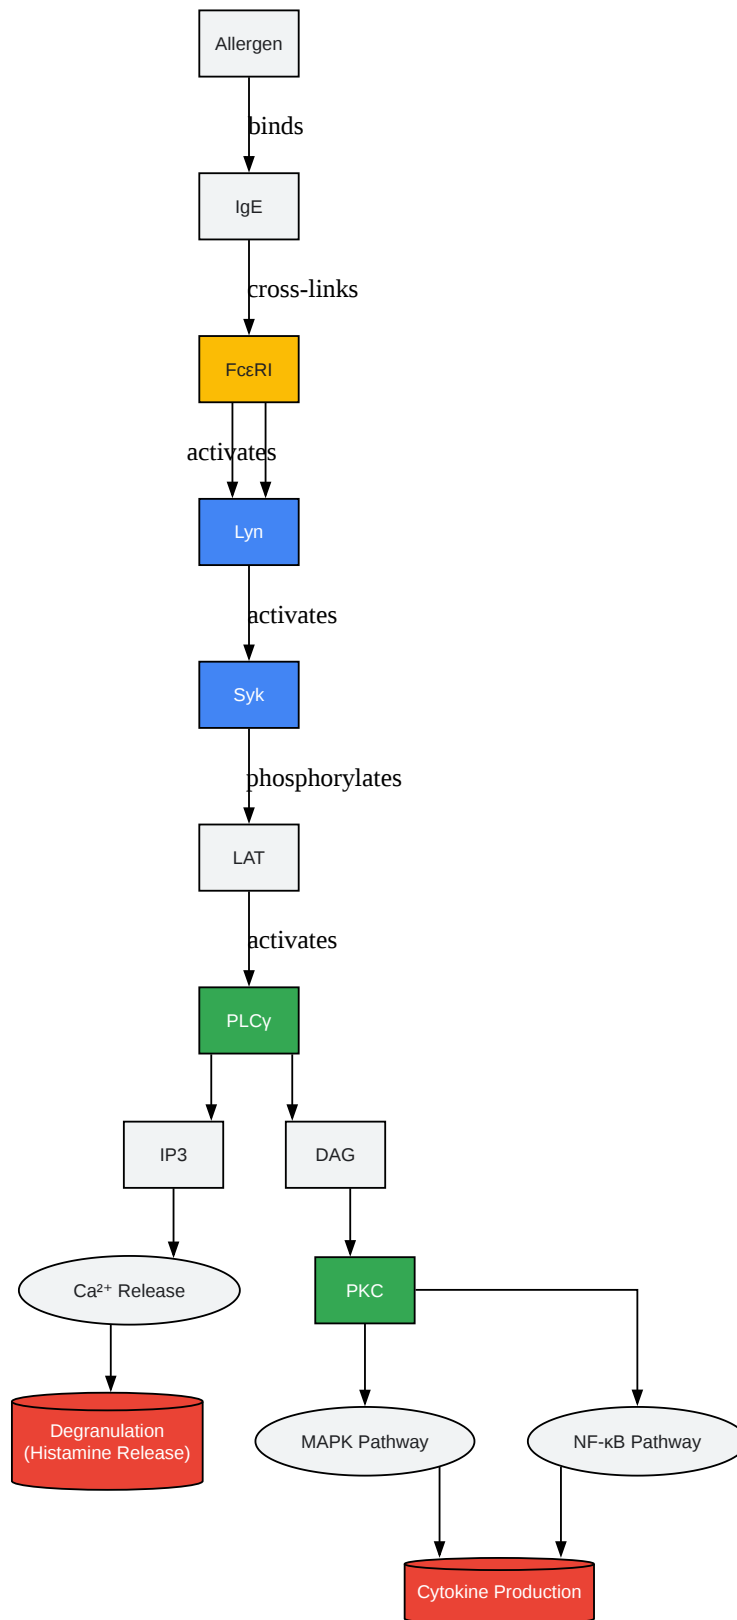 Allergen
binds
IgE
cross-links
FcεRI
activates
Lyn
activates
Syk
phosphorylates
LAT
activates
PLCγ
IP3
DAG
Ca²⁺ Release
PKC
Degranulation
(Histamine Release)
MAPK Pathway
NF-κB Pathway
Cytokine Production